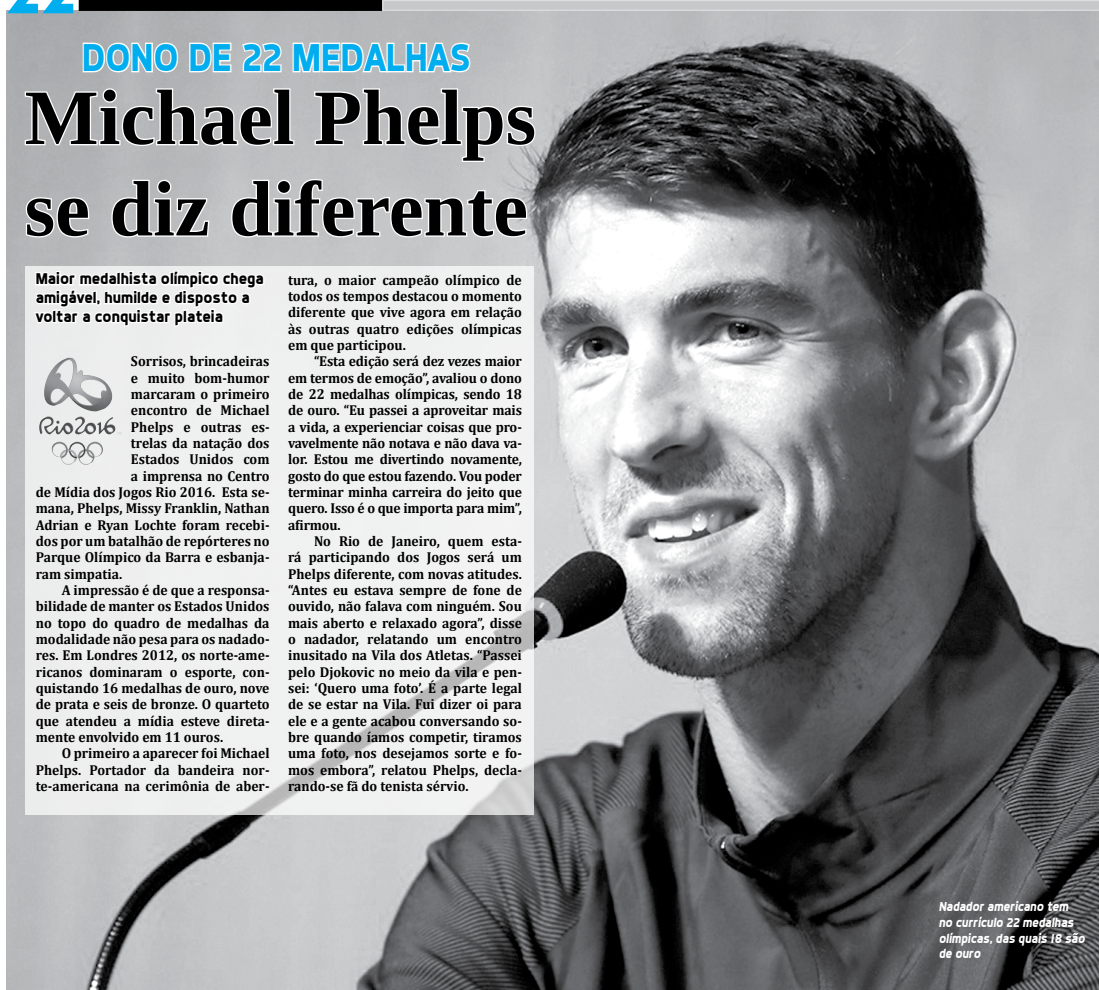 22
DONO DE 22 MEDALHAS
Michael Phelps
se diz diferente
Maior medalhista olímpico chega
amigável, humilde e disposto a
voltar a conquistar plateia
Rio2016
Sorrisos, brincadeiras
e muito bom-humor
marcaram o primeiro
encontro de Michael
Phelps e outras es-
trelas da natação dos
Estados Unidos com
a imprensa no Centro
de Mídia dos Jogos Rio 2016. Esta se-
mana, Phelps, Missy Franklin, Nathan
Adrian e Ryan Lochte foram recebi-
dos por um batalhão de repórteres no
Parque Olímpico da Barra e esbanja-
ram simpatia.
A impressão é de que a responsa-
bilidade de manter os Estados Unidos
no topo do quadro de medalhas da
modalidade não pesa para os nadado-
res. Em Londres 2012, os norte-ame-
ricanos dominaram o esporte, con-
quistando 16 medalhas de ouro, nove
de prata e seis de bronze. O quarteto
que atendeu a mídia esteve direta-
mente envolvido em 11 ouros.
O primeiro a aparecer foi Michael
Phelps. Portador da bandeira nor-
te-americana na cerimônia de aber-
tura, o maior campeão olímpico de
todos os tempos destacou o momento
diferente que vive agora em relação
às outras quatro edições olímpicas
em que participou.
“Esta edição será dez vezes maior
em termos de emoção”, avaliou o dono
de 22 medalhas olímpicas, sendo 18
de ouro. “Eu passei a aproveitar mais
a vida, a experienciar coisas que pro-
vavelmente não notava e não dava va-
lor. Estou me divertindo novamente,
gosto do que estou fazendo. Vou poder
terminar minha carreira do jeito que
quero. Isso é o que importa para mim”,
afirmou.
No Rio de Janeiro, quem esta-
rá participando dos Jogos será um
Phelps diferente, com novas atitudes.
“Antes eu estava sempre de fone de
ouvido, não falava com ninguém. Sou
mais aberto e relaxado agora”, disse
o nadador, relatando um encontro
inusitado na Vila dos Atletas. “Passei
pelo Djokovic no meio da vila e pen-
sei: ‘Quero uma foto’. É a parte legal
de se estar na Vila. Fui dizer oi para
ele e a gente acabou conversando so-
bre quando íamos competir, tiramos
uma foto, nos desejamos sorte e fo-
mos embora”, relatou Phelps, decla-
rando-se fã do tenista sérvio.
Nadador americano tem
no currículo 22 medalhas
olímpicas, das quais 18 são
de ouro